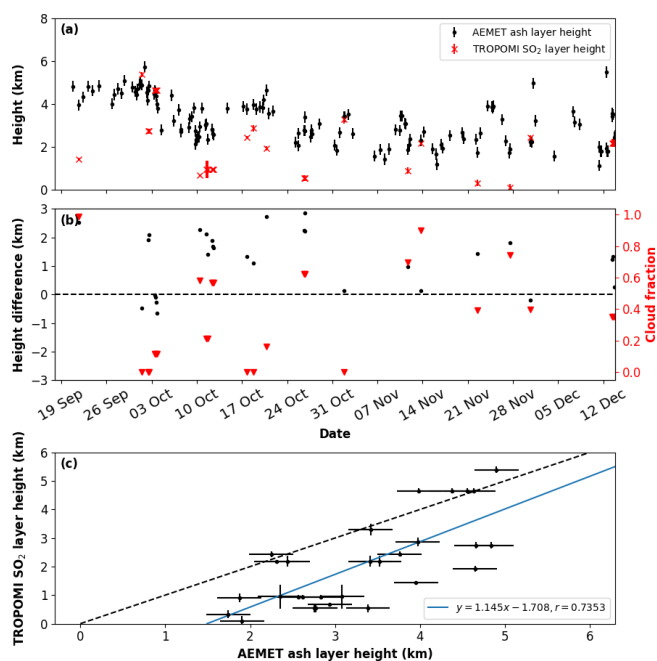 (a)
AEMET ash layer height
TROPOMI SO2 layer height
Height (km)
8
6
4
2
0
(b)
Height difference (km)
3
2
1
0
−1
−2
−3
1.0
0.8
0.6
0.4
0.2
0.0
Cloud fraction
19 Sep
26 Sep
03 Oct
10 Oct
17 Oct
24 Oct
31 Oct
07 Nov
14 Nov
21 Nov
28 Nov
05 Dec
12 Dec
Date
(c)
TROPOMI SO2 layer height (km)
6
5
4
3
2
1
0
y = 1.145x − 1.708, r = 0.7353
0
1
2
3
4
5
6
AEMET ash layer height (km)